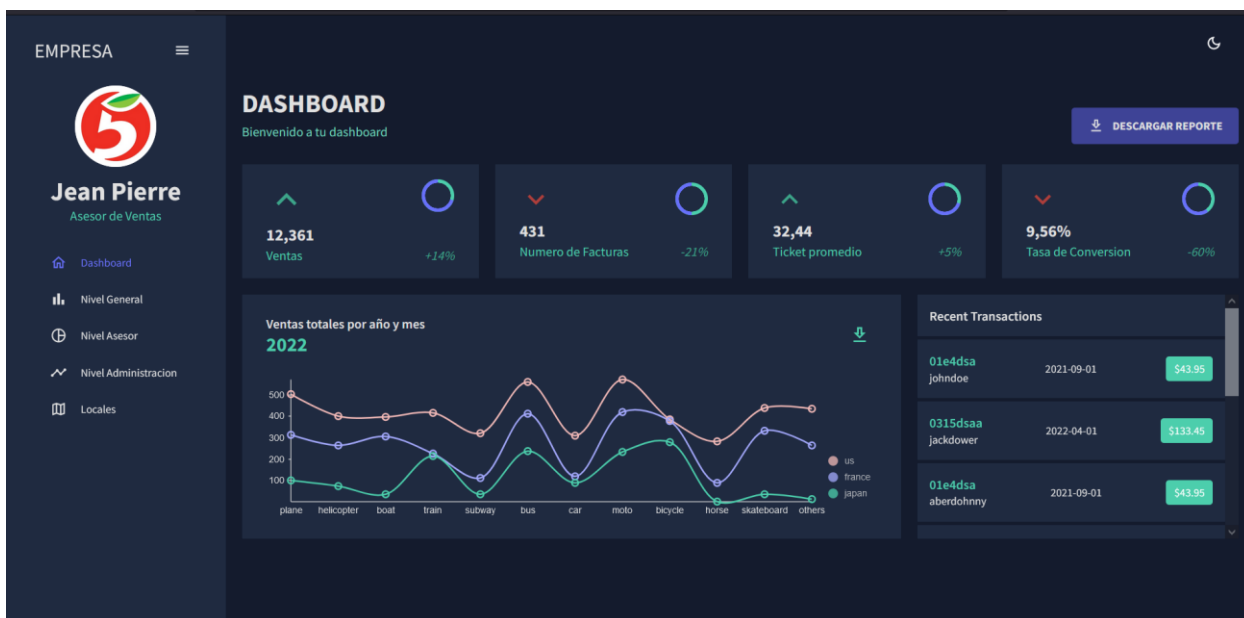 EMPRESA
5
Jean Pierre
Asesor de Ventas
Dashboard
Nivel General
Nivel Asesor
Nivel Administracion
Locales
DASHBOARD
Bienvenido a tu dashboard
DESCARGAR REPORTE
12,361
Ventas
+14%
431
Numero de Facturas
-21%
32,44
Ticket promedio
+5%
9,56%
Tasa de Conversion
-60%
Ventas totales por año y mes
2022
500
400
300
200
100
plane helicopter boat train subway bus car moto bicycle horse skateboard others
us
france
japan
Recent Transactions
01e4dsa
johndoe
2021-09-01
$43.95
0315dsaa
jackdower
2022-04-01
$133.45
01e4dsa
aberdohnny
2021-09-01
$43.95